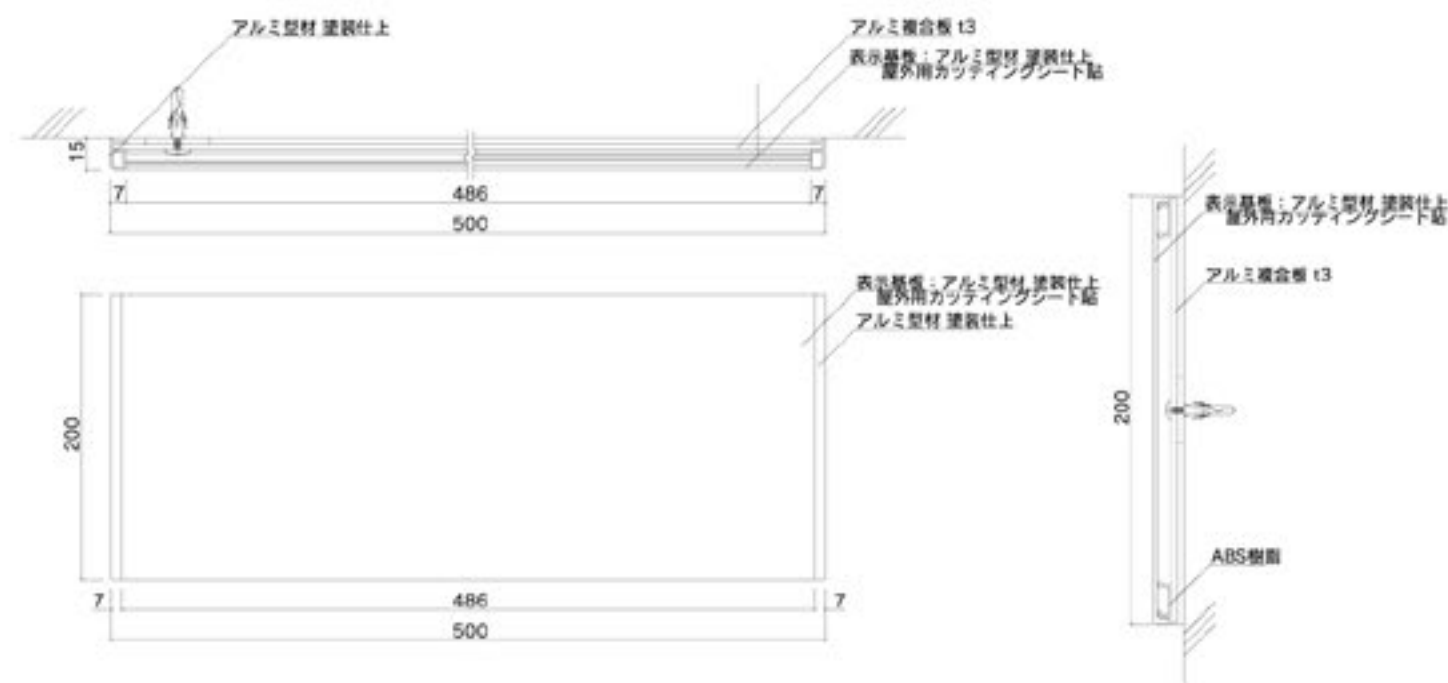 アルミ型材 塗装仕上
アルミ複合板 t3
表示基板：アルミ型材 塗装仕上
屋外用カッティングシート貼
15
7
486
7
500
表示基板：アルミ型材 塗装仕上
屋外用カッティングシート貼
アルミ型材 塗装仕上
200
7
486
7
500
表示基板：アルミ型材 塗装仕上
屋外用カッティングシート貼
アルミ複合板 t3
200
ABS樹脂